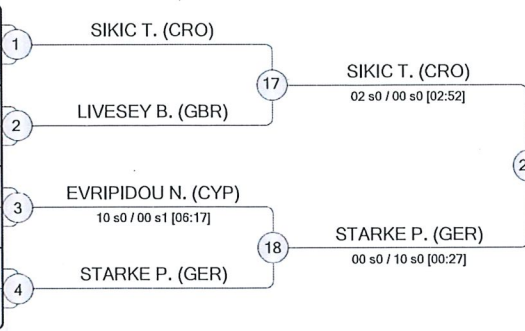 SIKIC T. (CRO)
1
SIKIC T. (CRO)
17
02 s0 / 00 s0 [02:52]
LIVESEY B. (GBR)
2
EVRIPIDOU N. (CYP)
3
10 s0 / 00 s1 [06:17]
STARKE P. (GER)
18
00 s0 / 10 s0 [00:27]
STARKE P. (GER)
4